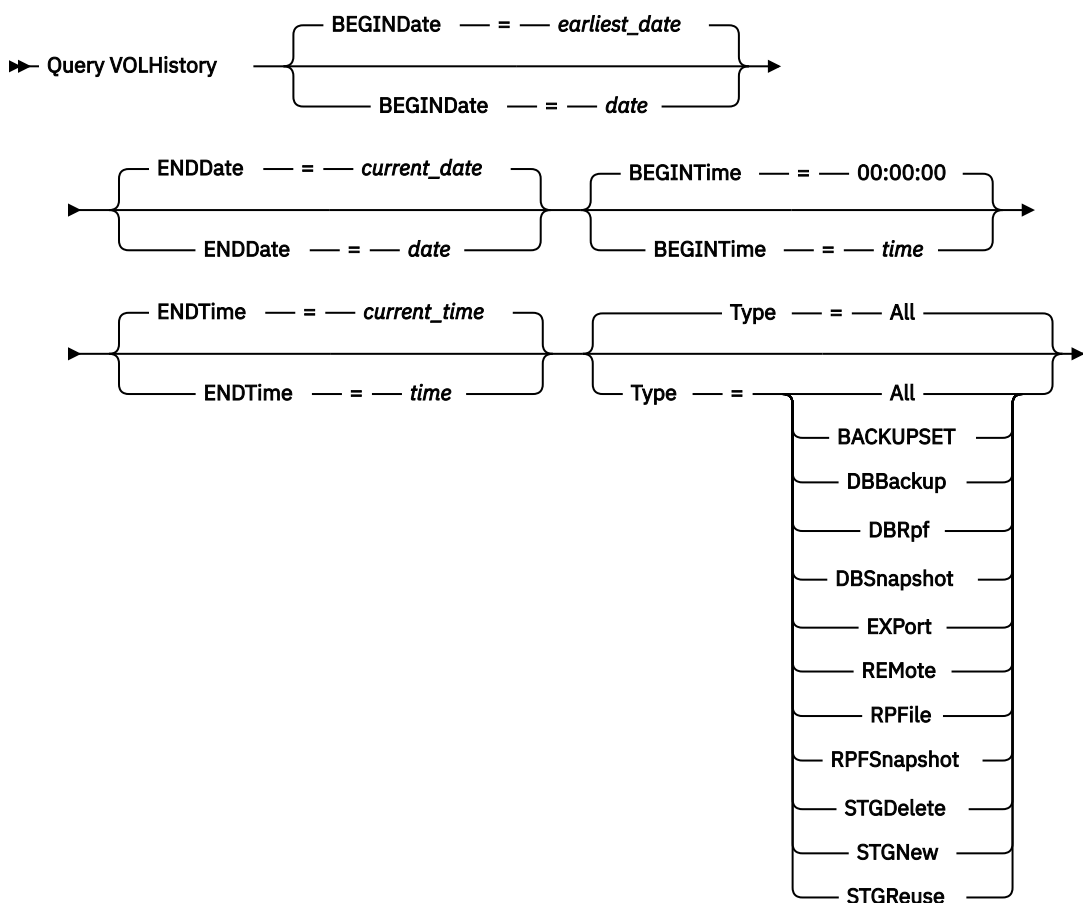 BEGINDate = earliest_date
Query VOLHistory
BEGINDate = date
ENDDate = current_date BEGINTime = 00:00:00
ENDDate = date BEGINTime = time
ENDTime = current_time Type = All
ENDTime = time Type = All
BACKUPSET
DBBackup
DBRpf
DBSnapshot
EXPort
REMote
RPFile
RPFSnapshot
STGDelete
STGNew
STGReuse